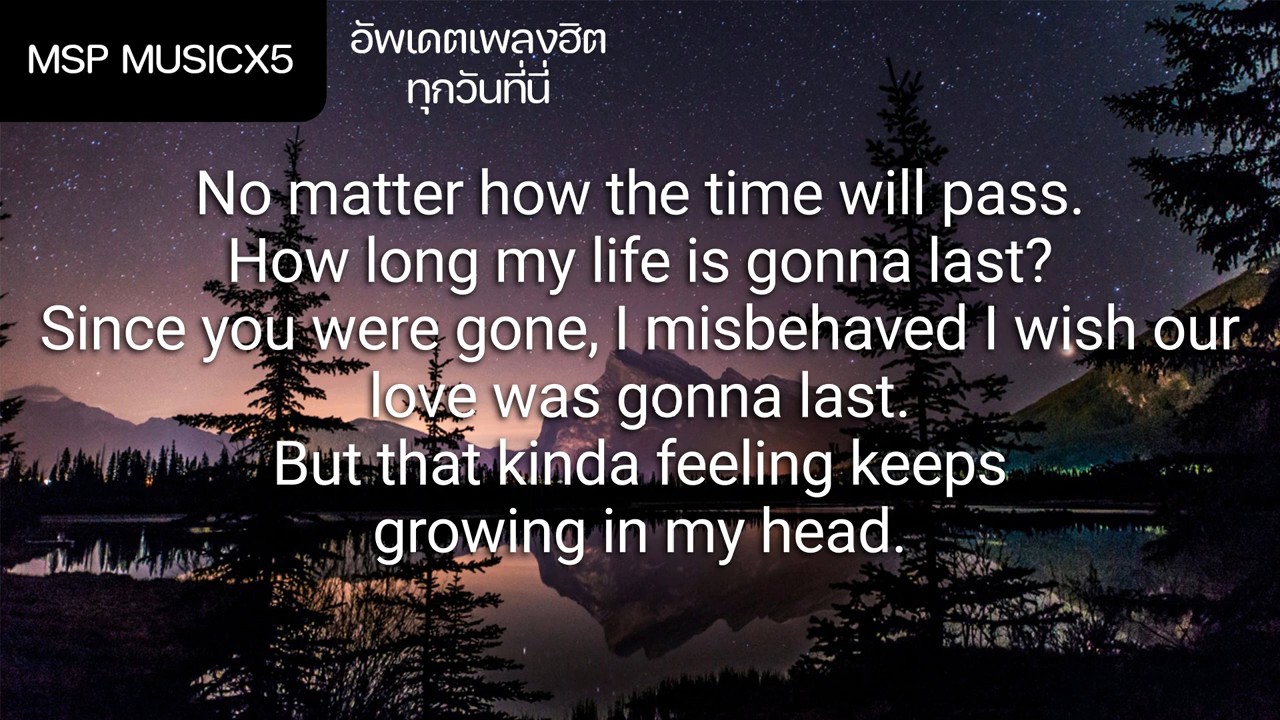 MSP MUSICX5
อัพเดตเพลงฮิต
ทุกวันที่นี่
No matter how the time will pass.
How long my life is gonna last?
Since you were gone, I misbehaved I wish our
love was gonna last.
But that kinda feeling keeps
growing in my head.